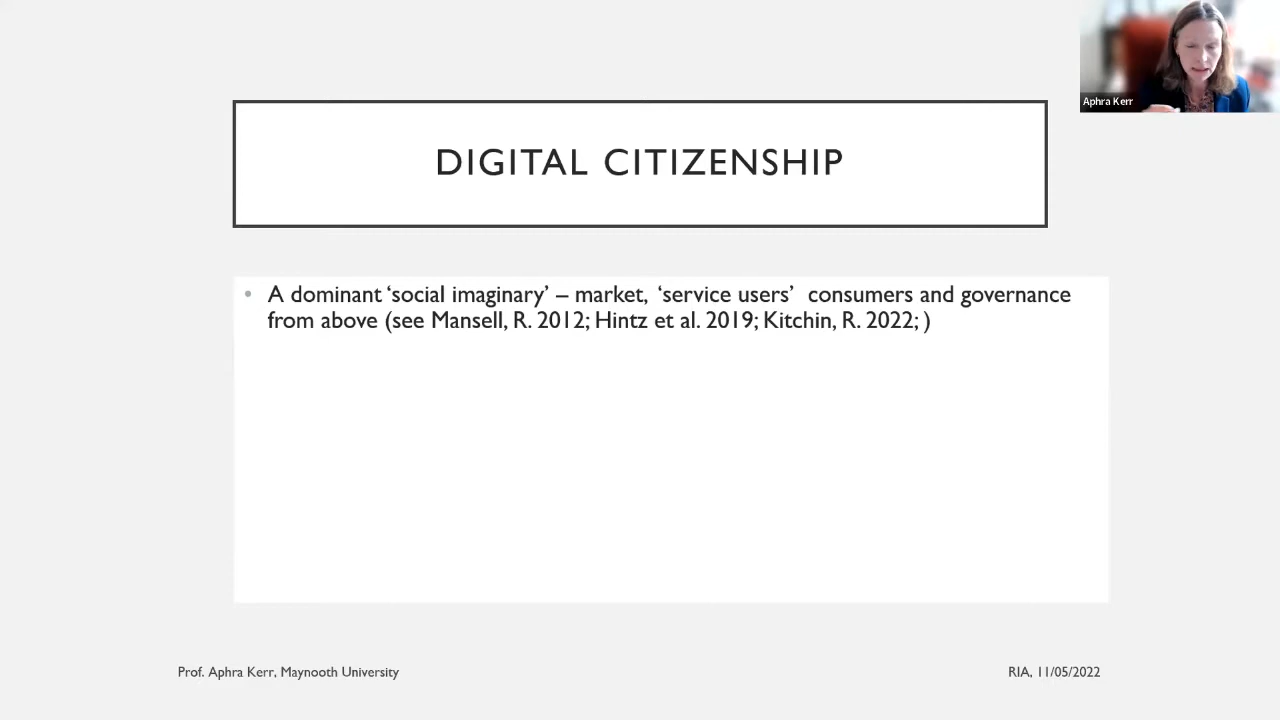 Aphra Kerr
DIGITAL CITIZENSHIP
• A dominant ‘social imaginary’ – market, ‘service users’ consumers and governance
from above (see Mansell, R. 2012; Hintz et al. 2019; Kitchin, R. 2022; )
Prof. Aphra Kerr, Maynooth University
RIA, 11/05/2022